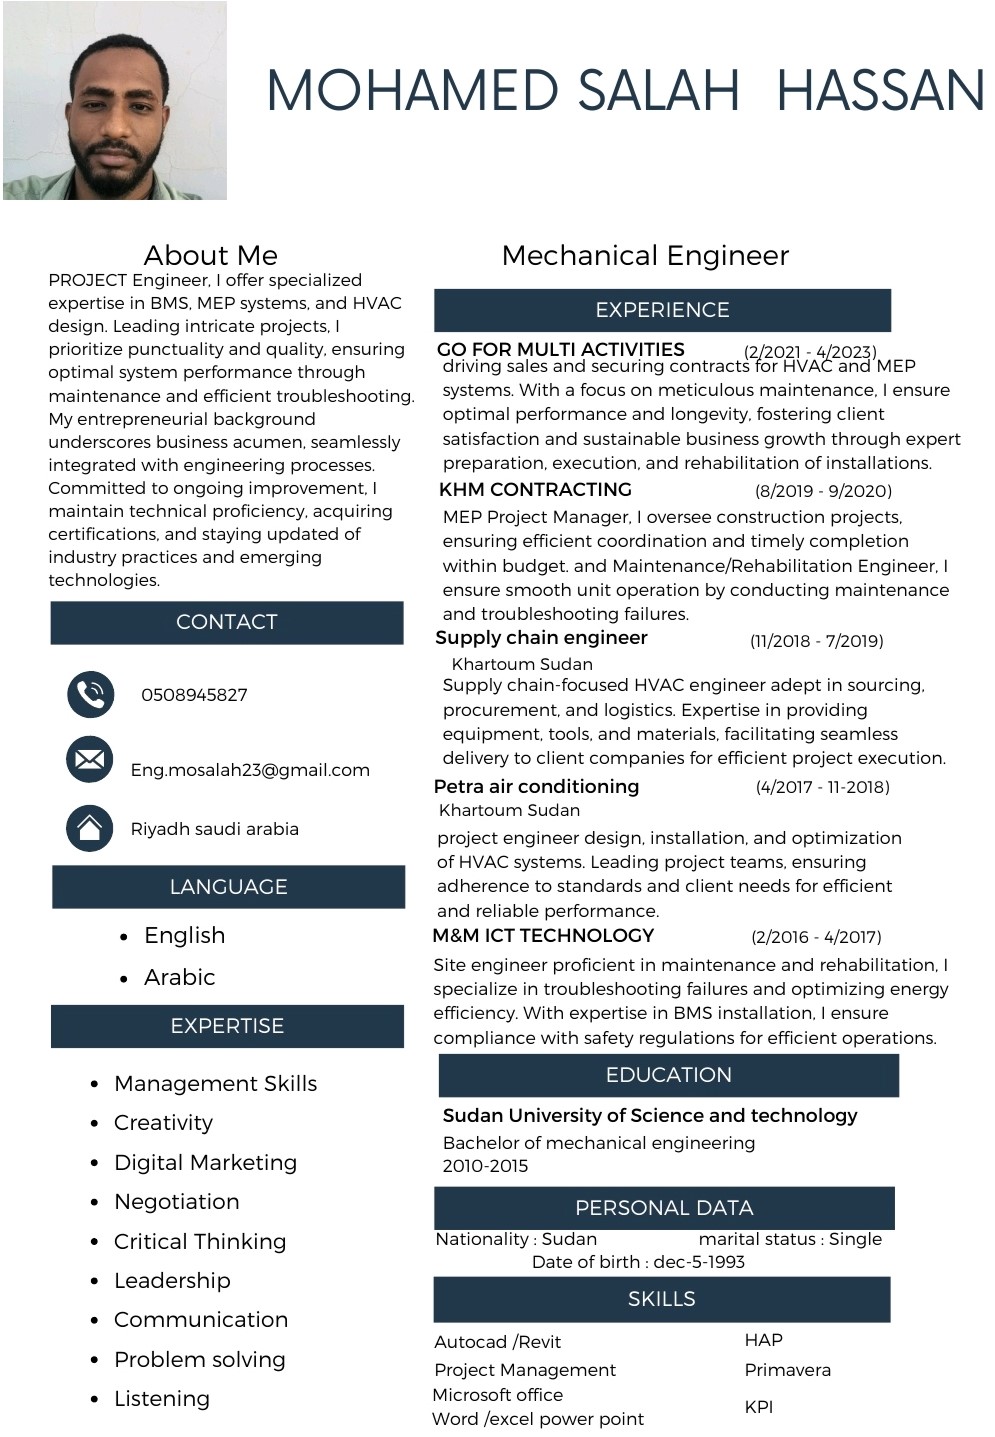 MOHAMED SALAH HASSAN
About Me
PROJECT Engineer, I offer specialized
expertise in BMS, MEP systems, and HVAC
design. Leading intricate projects, I
prioritize punctuality and quality, ensuring
optimal system performance through
maintenance and efficient troubleshooting.
My entrepreneurial background
underscores business acumen, seamlessly
integrated with engineering processes.
Committed to ongoing improvement, I
maintain technical proficiency, acquiring
certifications, and staying updated of
industry practices and emerging
technologies.
CONTACT
0508945827
Eng.mosalah23@gmail.com
Riyadh saudi arabia
LANGUAGE
• English
• Arabic
EXPERTISE
• Management Skills
• Creativity
• Digital Marketing
• Negotiation
• Critical Thinking
• Leadership
• Communication
• Problem solving
• Listening
Mechanical Engineer
EXPERIENCE
GO FOR MULTI ACTIVITIES (2/2021 - 4/2023)
driving sales and securing contracts for HVAC and MEP
systems. With a focus on meticulous maintenance, I ensure
optimal performance and longevity, fostering client
satisfaction and sustainable business growth through expert
preparation, execution, and rehabilitation of installations.
KHM CONTRACTING (8/2019 - 9/2020)
MEP Project Manager, I oversee construction projects,
ensuring efficient coordination and timely completion
within budget. and Maintenance/Rehabilitation Engineer, I
ensure smooth unit operation by conducting maintenance
and troubleshooting failures.
Supply chain engineer (11/2018 - 7/2019)
Khartoum Sudan
Supply chain-focused HVAC engineer adept in sourcing,
procurement, and logistics. Expertise in providing
equipment, tools, and materials, facilitating seamless
delivery to client companies for efficient project execution.
Petra air conditioning (4/2017 - 11-2018)
Khartoum Sudan
project engineer design, installation, and optimization
of HVAC systems. Leading project teams, ensuring
adherence to standards and client needs for efficient
and reliable performance.
M&M ICT TECHNOLOGY (2/2016 - 4/2017)
Site engineer proficient in maintenance and rehabilitation, I
specialize in troubleshooting failures and optimizing energy
efficiency. With expertise in BMS installation, I ensure
compliance with safety regulations for efficient operations.
EDUCATION
Sudan University of Science and technology
Bachelor of mechanical engineering
2010-2015
PERSONAL DATA
Nationality : Sudan marital status : Single
Date of birth : dec-5-1993
SKILLS
Autocad /Revit HAP
Project Management Primavera
Microsoft office
Word /excel power point KPI